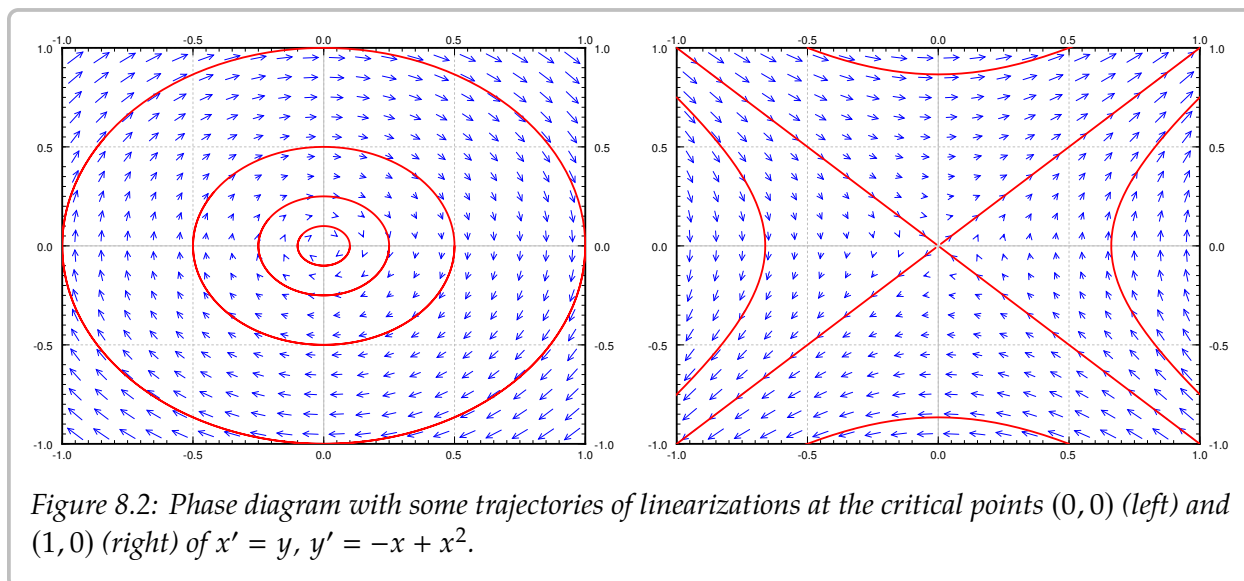 -1.0 -0.5 0.0 0.5 1.0 -1.0 -0.5 0.0 0.5 1.0
1.0 1.0 1.0 1.0
0.5 0.5 0.5 0.5
0.0 0.0 0.0 0.0
-0.5 -0.5 -0.5 -0.5
-1.0 -1.0 -1.0 -1.0
-1.0 -0.5 0.0 0.5 1.0 -1.0 -0.5 0.0 0.5 1.0
Figure 8.2: Phase diagram with some trajectories of linearizations at the critical points (0, 0) (left) and
(1, 0) (right) of x′ = y, y′ = −x + x².